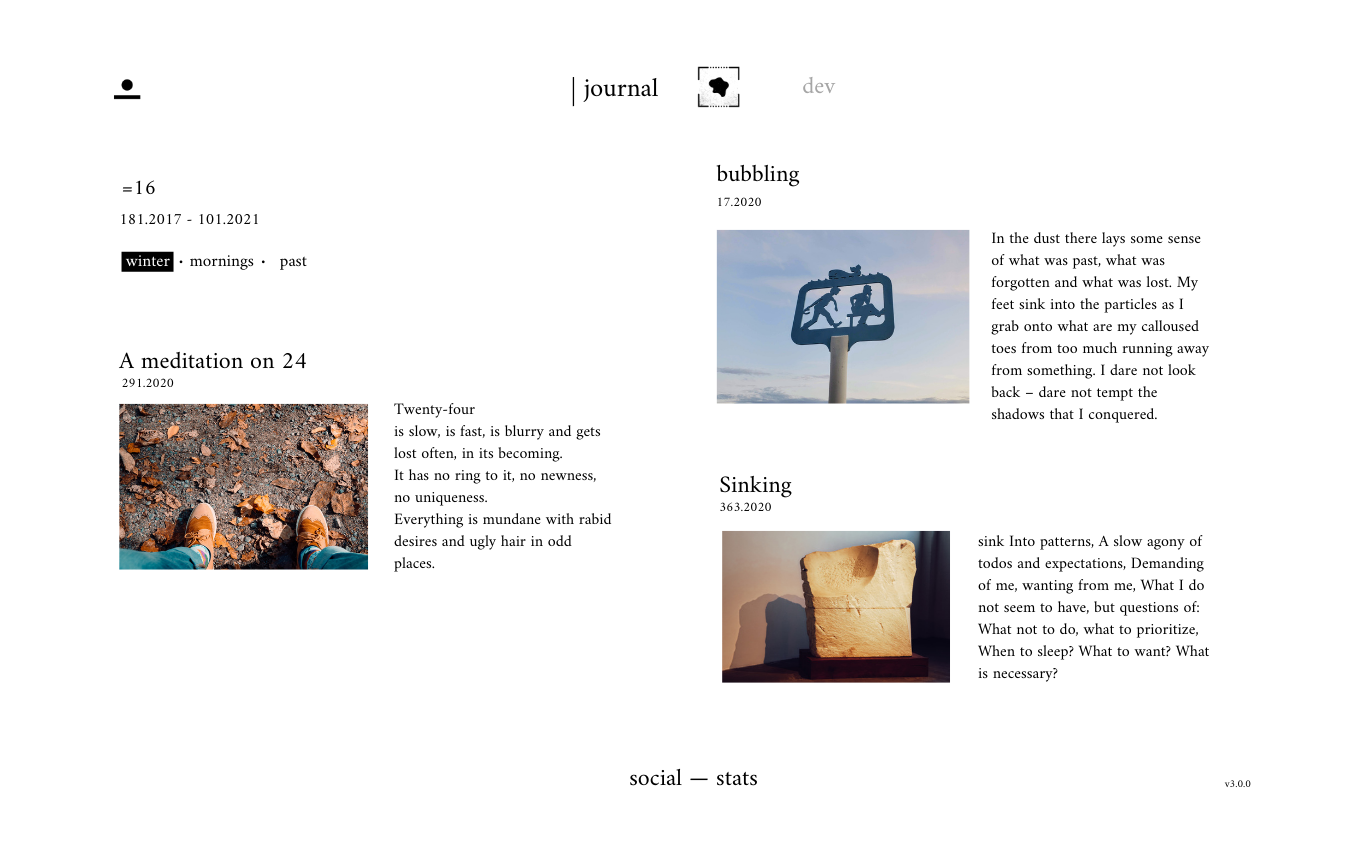 | journal
dev
=16
181.2017 - 101.2021
winter · mornings · past
A meditation on 24
291.2020
Twenty-four
is slow, is fast, is blurry and gets
lost often, in its becoming.
It has no ring to it, no newness,
no uniqueness.
Everything is mundane with rabid
desires and ugly hair in odd
places.
bubbling
17.2020
In the dust there lays some sense
of what was past, what was
forgotten and what was lost. My
feet sink into the particles as I
grab onto what are my calloused
toes from too much running away
from something. I dare not look
back – dare not tempt the
shadows that I conquered.
Sinking
363.2020
sink Into patterns, A slow agony of
todos and expectations, Demanding
of me, wanting from me, What I do
not seem to have, but questions of:
What not to do, what to prioritize,
When to sleep? What to want? What
is necessary?
social — stats
v3.0.0